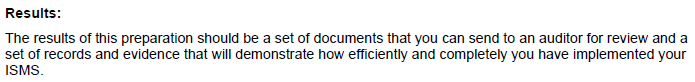 Results:
The results of this preparation should be a set of documents that you can send to an auditor for review and a
set of records and evidence that will demonstrate how efficiently and completely you have implemented your
ISMS.